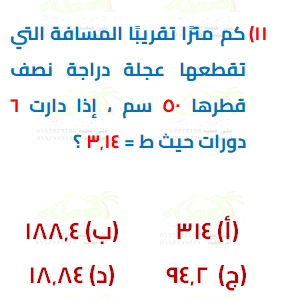 ١١) كم مترًا تقريبًا المسافة التي
تقطعها عجلة دراجة نصف
قطرها ٥٠ سم ، إذا دارت ٦
دورات حيث ط = ٣,١٤ ؟
(أ) ٣١٤ (ب) ١٨٨,٤
(ج) ٩٤,٢ (د) ١٨,٨٤